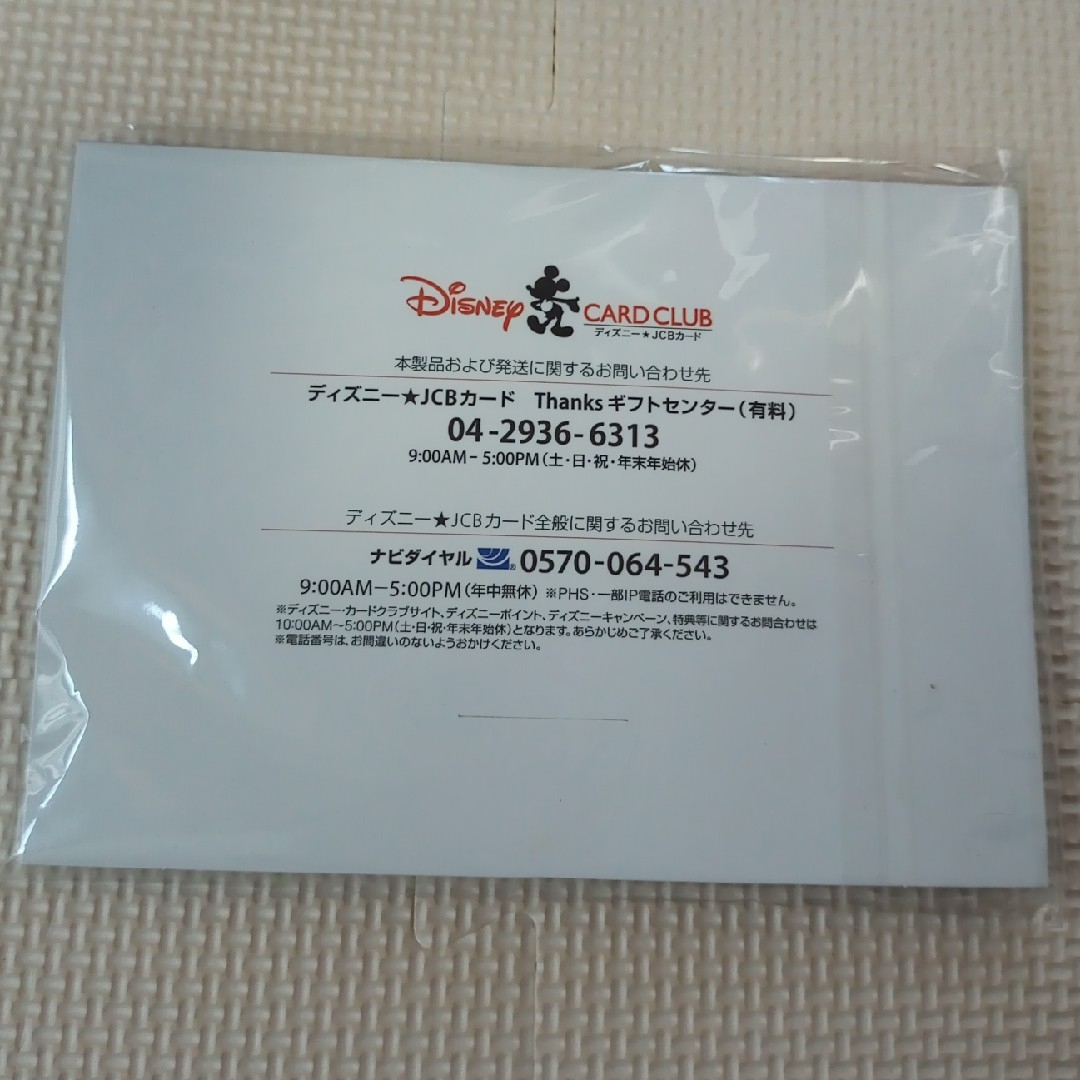 Disney CARD CLUB
ディズニー★JCBカード
本製品および発送に関するお問い合わせ先
ディズニー★JCBカード Thanks ギフトセンター(有料)
04-2936-6313
9:00AM-5:00PM(土・日・祝・年末年始休)
ディズニー★JCBカード全般に関するお問い合わせ先
ナビダイヤル 0570-064-543
9:00AM-5:00PM(年中無休) ※PHS・一部IP電話のご利用はできません。
※ディズニー・カードクラブサイト、ディズニーポイント、ディズニーキャンペーン、特典等に関するお問合わせは
10:00AM~5:00PM(土・日・祝・年末年始休)となります。あらかじめご了承ください。
※電話番号は、お間違いのないようおかけください。